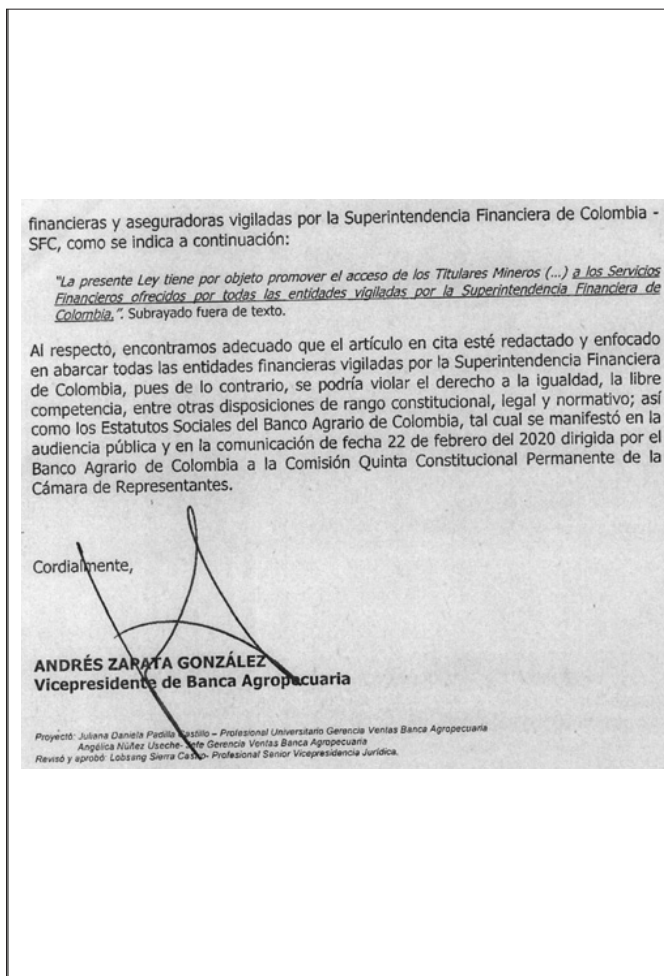 financieras y aseguradoras vigiladas por la Superintendencia Financiera de Colombia -
SFC, como se indica a continuación:
"La presente Ley tiene por objeto promover el acceso de los Titulares Mineros (...) a los Servicios
Financieros ofrecidos por todas las entidades vigiladas por la Superintendencia Financiera de
Colombia,". Subrayado fuera de texto.
Al respecto, encontramos adecuado que el artículo en cita esté redactado y enfocado
en abarcar todas las entidades financieras vigiladas por la Superintendencia Financiera
de Colombia, pues de lo contrario, se podría violar el derecho a la igualdad, la libre
competencia, entre otras disposiciones de rango constitucional, legal y normativo; así
como los Estatutos Sociales del Banco Agrario de Colombia, tal cual se manifestó en la
audiencia pública y en la comunicación de fecha 22 de febrero del 2020 dirigida por el
Banco Agrario de Colombia a la Comisión Quinta Constitucional Permanente de la
Cámara de Representantes.
Cordialmente,
ANDRÉS ZAPATA GONZÁLEZ
Vicepresidente de Banca Agropecuaria
Proyectó: Juliana Daniela Padilla Castillo – Profesional Universitario Gerencia Ventas Banca Agropecuaria
Angélica Núñez Useche- Jefe Gerencia Ventas Banca Agropecuaria
Revisó y aprobó: Lobsang Sierra Castro- Profesional Senior Vicepresidencia Jurídica.